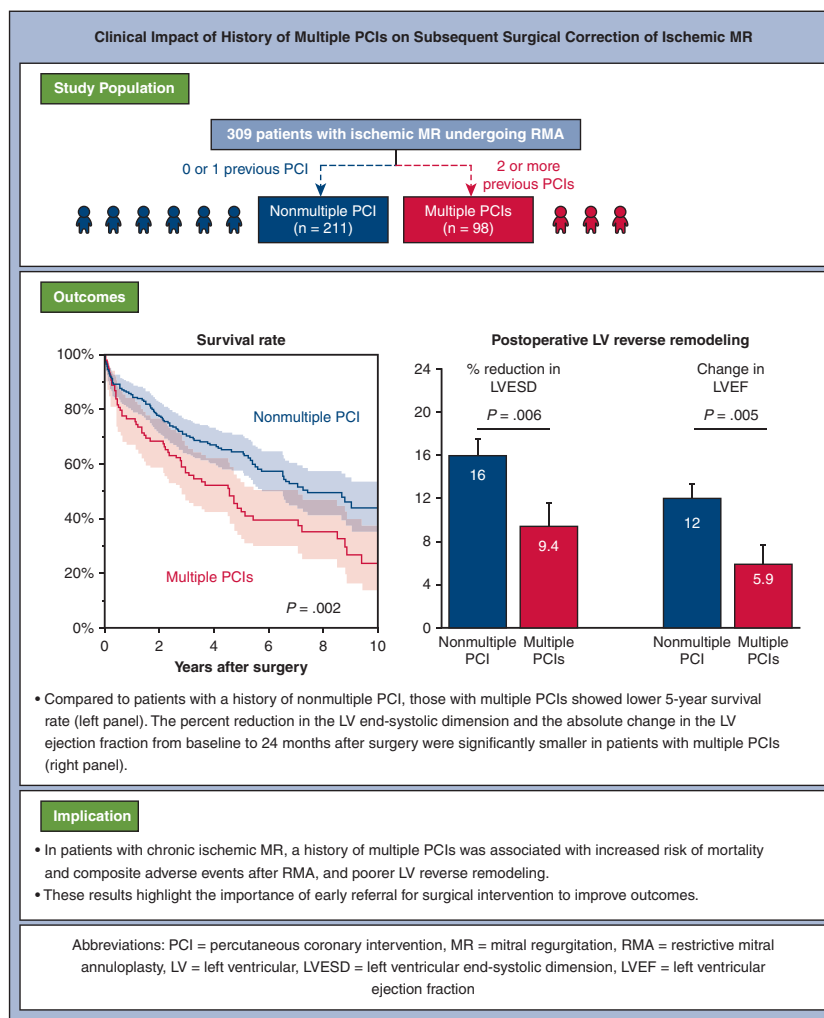 Clinical Impact of History of Multiple PCIs on Subsequent Surgical Correction of Ischemic MR
Study Population
309 patients with ischemic MR undergoing RMA
0 or 1 previous PCI
2 or more
previous PCIs
Nonmultiple PCI
(n = 211)
Multiple PCIs
(n = 98)
Outcomes
Survival rate
100%
80%
60%
40%
20%
0%
Nonmultiple PCI
Multiple PCIs
P = .002
0 2 4 6 8 10
Years after surgery
Postoperative LV reverse remodeling
24
20
16
12
8
4
0
% reduction in
LVESD
P = .006
Change in
LVEF
P = .005
16
9.4
12
5.9
Nonmultiple
PCI
Multiple
PCIs
Nonmultiple
PCI
Multiple
PCIs
• Compared to patients with a history of nonmultiple PCI, those with multiple PCIs showed lower 5-year survival
rate (left panel). The percent reduction in the LV end-systolic dimension and the absolute change in the LV
ejection fraction from baseline to 24 months after surgery were significantly smaller in patients with multiple PCIs
(right panel).
Implication
• In patients with chronic ischemic MR, a history of multiple PCIs was associated with increased risk of mortality
and composite adverse events after RMA, and poorer LV reverse remodeling.
• These results highlight the importance of early referral for surgical intervention to improve outcomes.
Abbreviations: PCI = percutaneous coronary intervention, MR = mitral regurgitation, RMA = restrictive mitral
annuloplasty, LV = left ventricular, LVESD = left ventricular end-systolic dimension, LVEF = left ventricular
ejection fraction